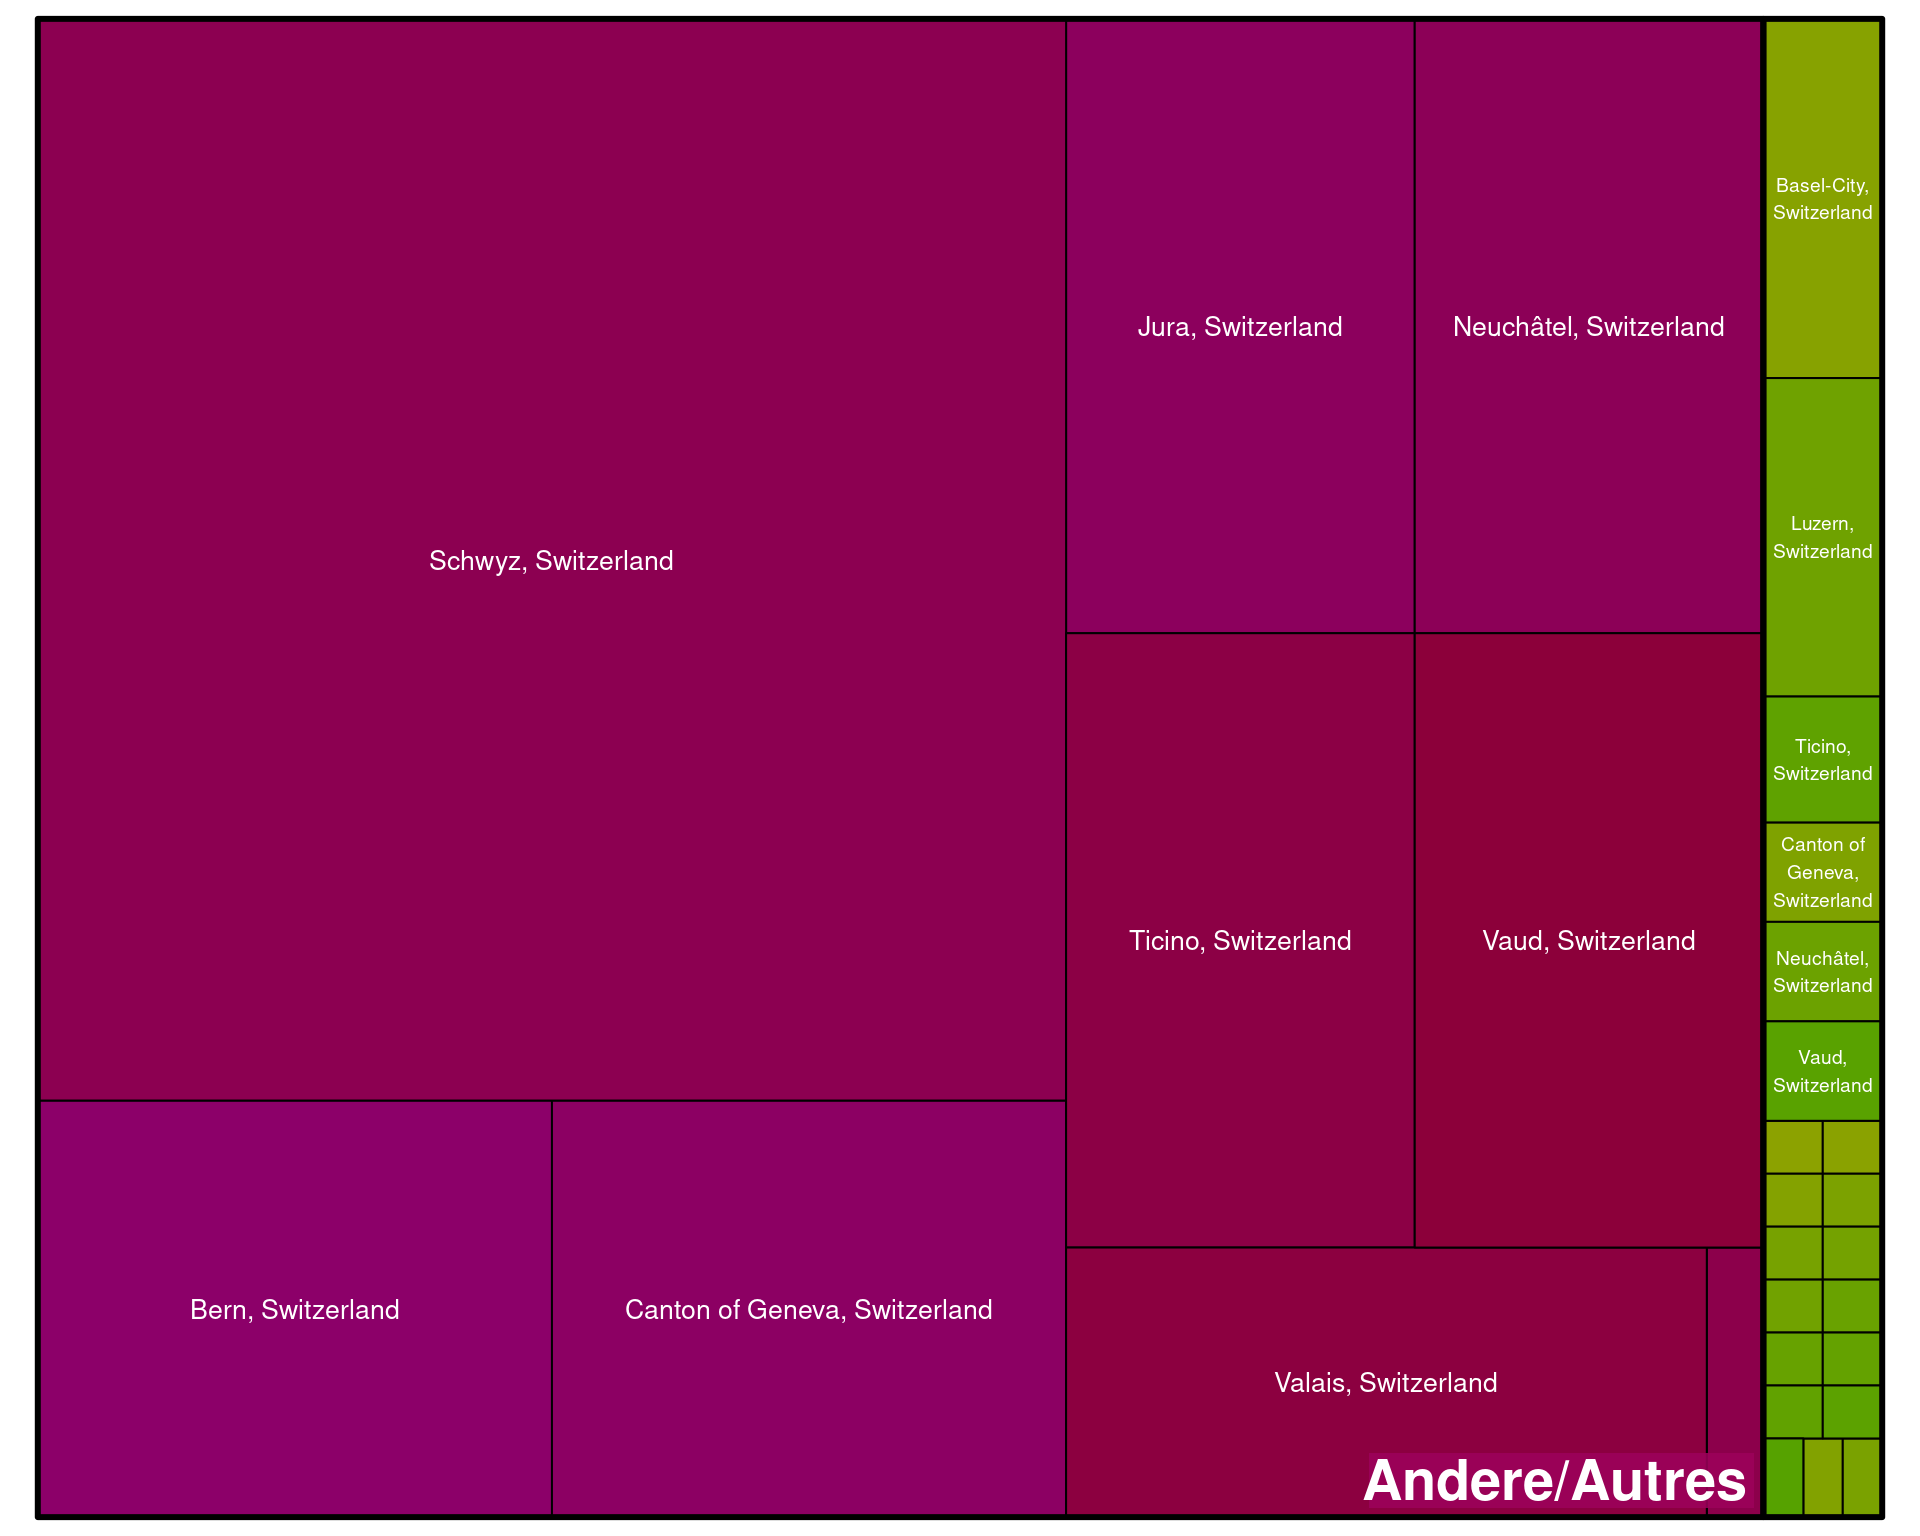 Schwyz, Switzerland
Bern, Switzerland
Canton of Geneva, Switzerland
Jura, Switzerland
Neuchâtel, Switzerland
Ticino, Switzerland
Vaud, Switzerland
Valais, Switzerland
Andere/Autres
Basel-City,
Switzerland
Luzern,
Switzerland
Ticino,
Switzerland
Canton of
Geneva,
Switzerland
Neuchâtel,
Switzerland
Vaud,
Switzerland